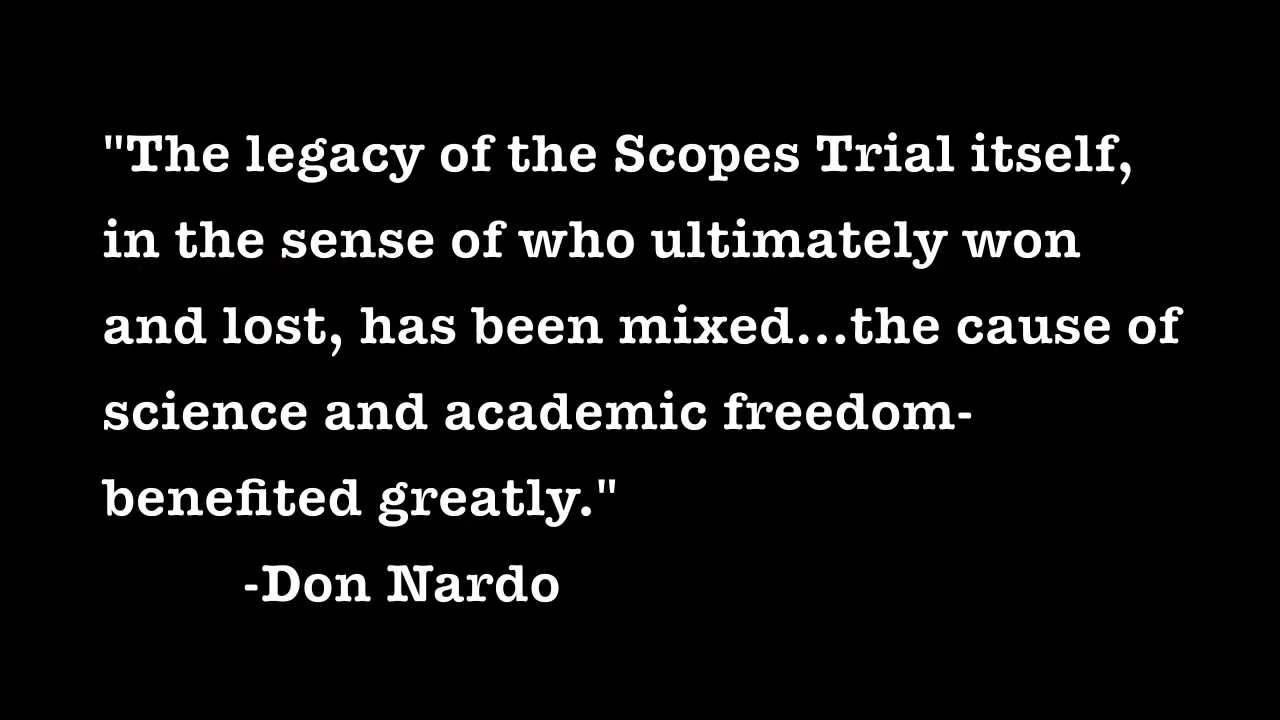 "The legacy of the Scopes Trial itself,
in the sense of who ultimately won
and lost, has been mixed...the cause of
science and academic freedom-
benefited greatly."
-Don Nardo